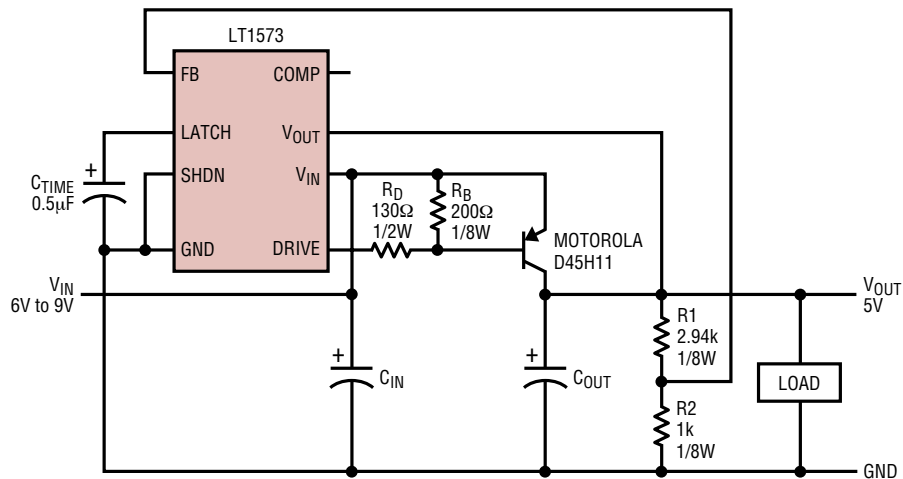 LT1573
FB
COMP
LATCH
VOUT
SHDN
VIN
GND
DRIVE
+
CTIME
0.5µF
RD
130Ω
1/2W
RB
200Ω
1/8W
MOTOROLA
D45H11
VIN
6V to 9V
VOUT
5V
+
CIN
+
COUT
R1
2.94k
1/8W
R2
1k
1/8W
LOAD
GND